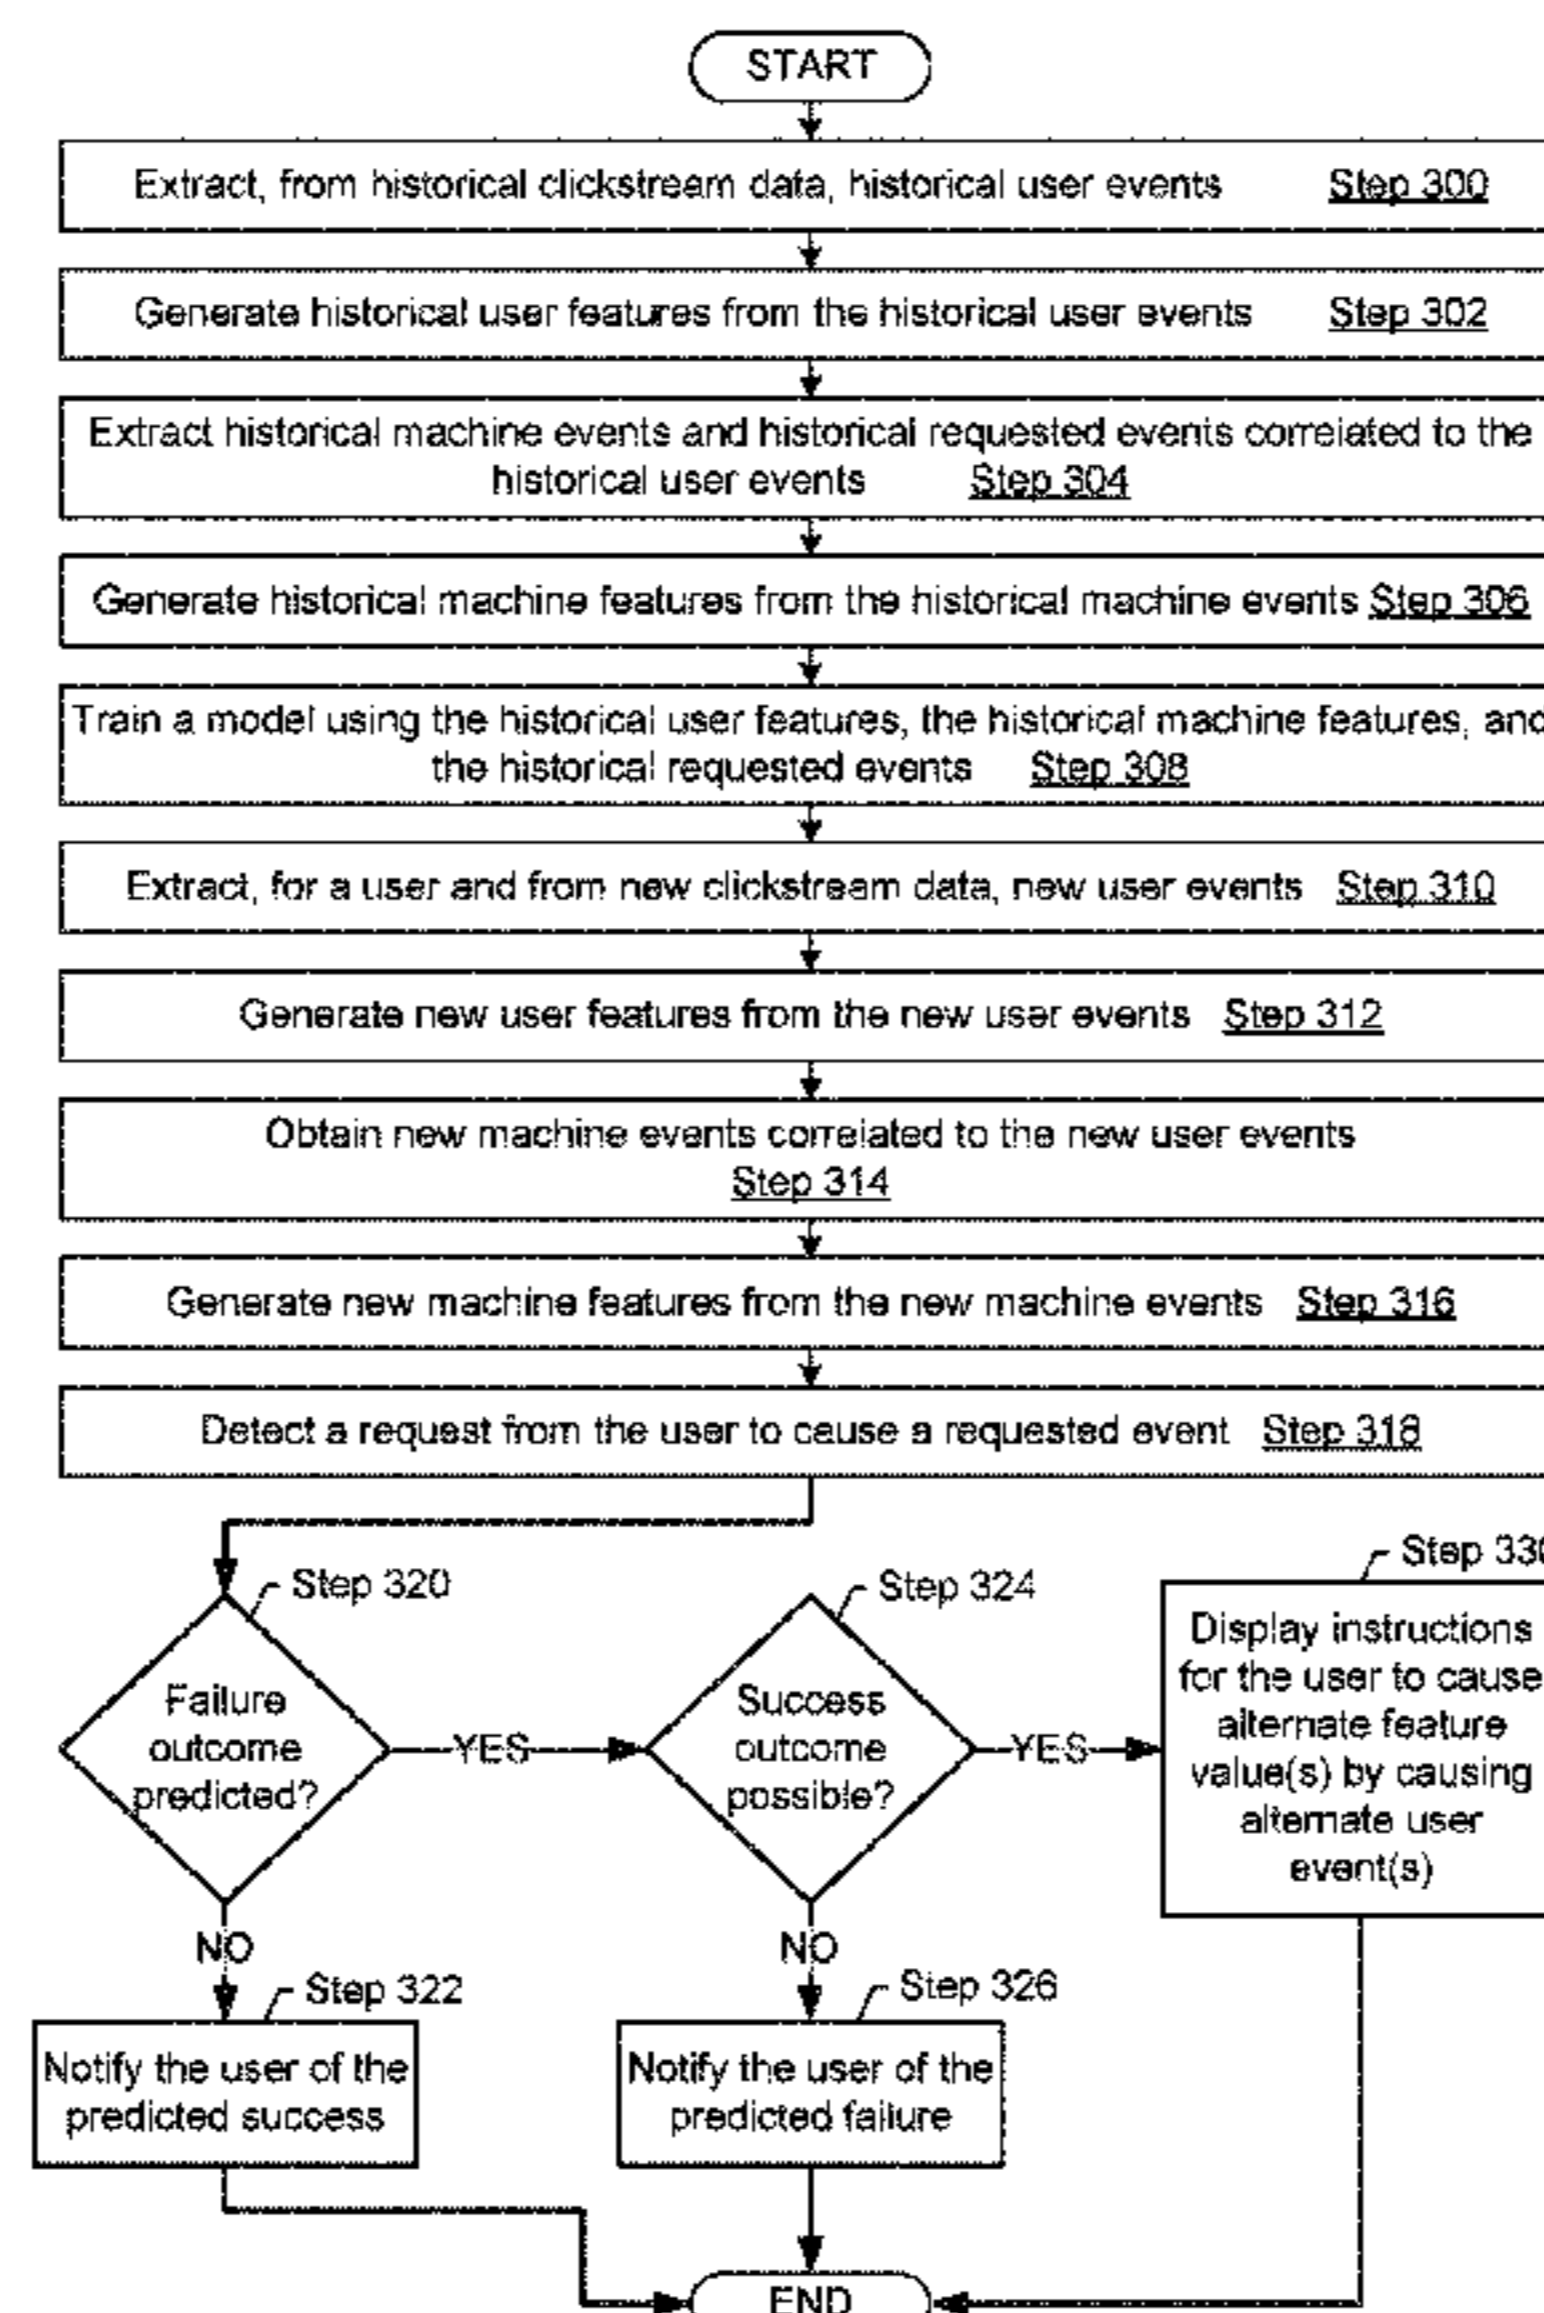 START
Extract, from historical clickstream data, historical user events Step 300
Generate historical user features from the historical user events Step 302
Extract historical machine events and historical requested events correlated to the
historical user events Step 304
Generate historical machine features from the historical machine events Step 306
Train a model using the historical user features, the historical machine features, and
the historical requested events Step 308
Extract, for a user and from new clickstream data, new user events Step 310
Generate new user features from the new user events Step 312
Obtain new machine events correlated to the new user events
Step 314
Generate new machine features from the new machine events Step 316
Detect a request from the user to cause a requested event Step 318
Step 320
Failure
outcome
predicted?
YES
Step 324
Success
outcome
possible?
YES
Step 330
Display instructions
for the user to cause
alternate feature
value(s) by causing
alternate user
event(s)
NO
NO
Step 322
Notify the user of the
predicted success
Step 326
Notify the user of the
predicted failure
END